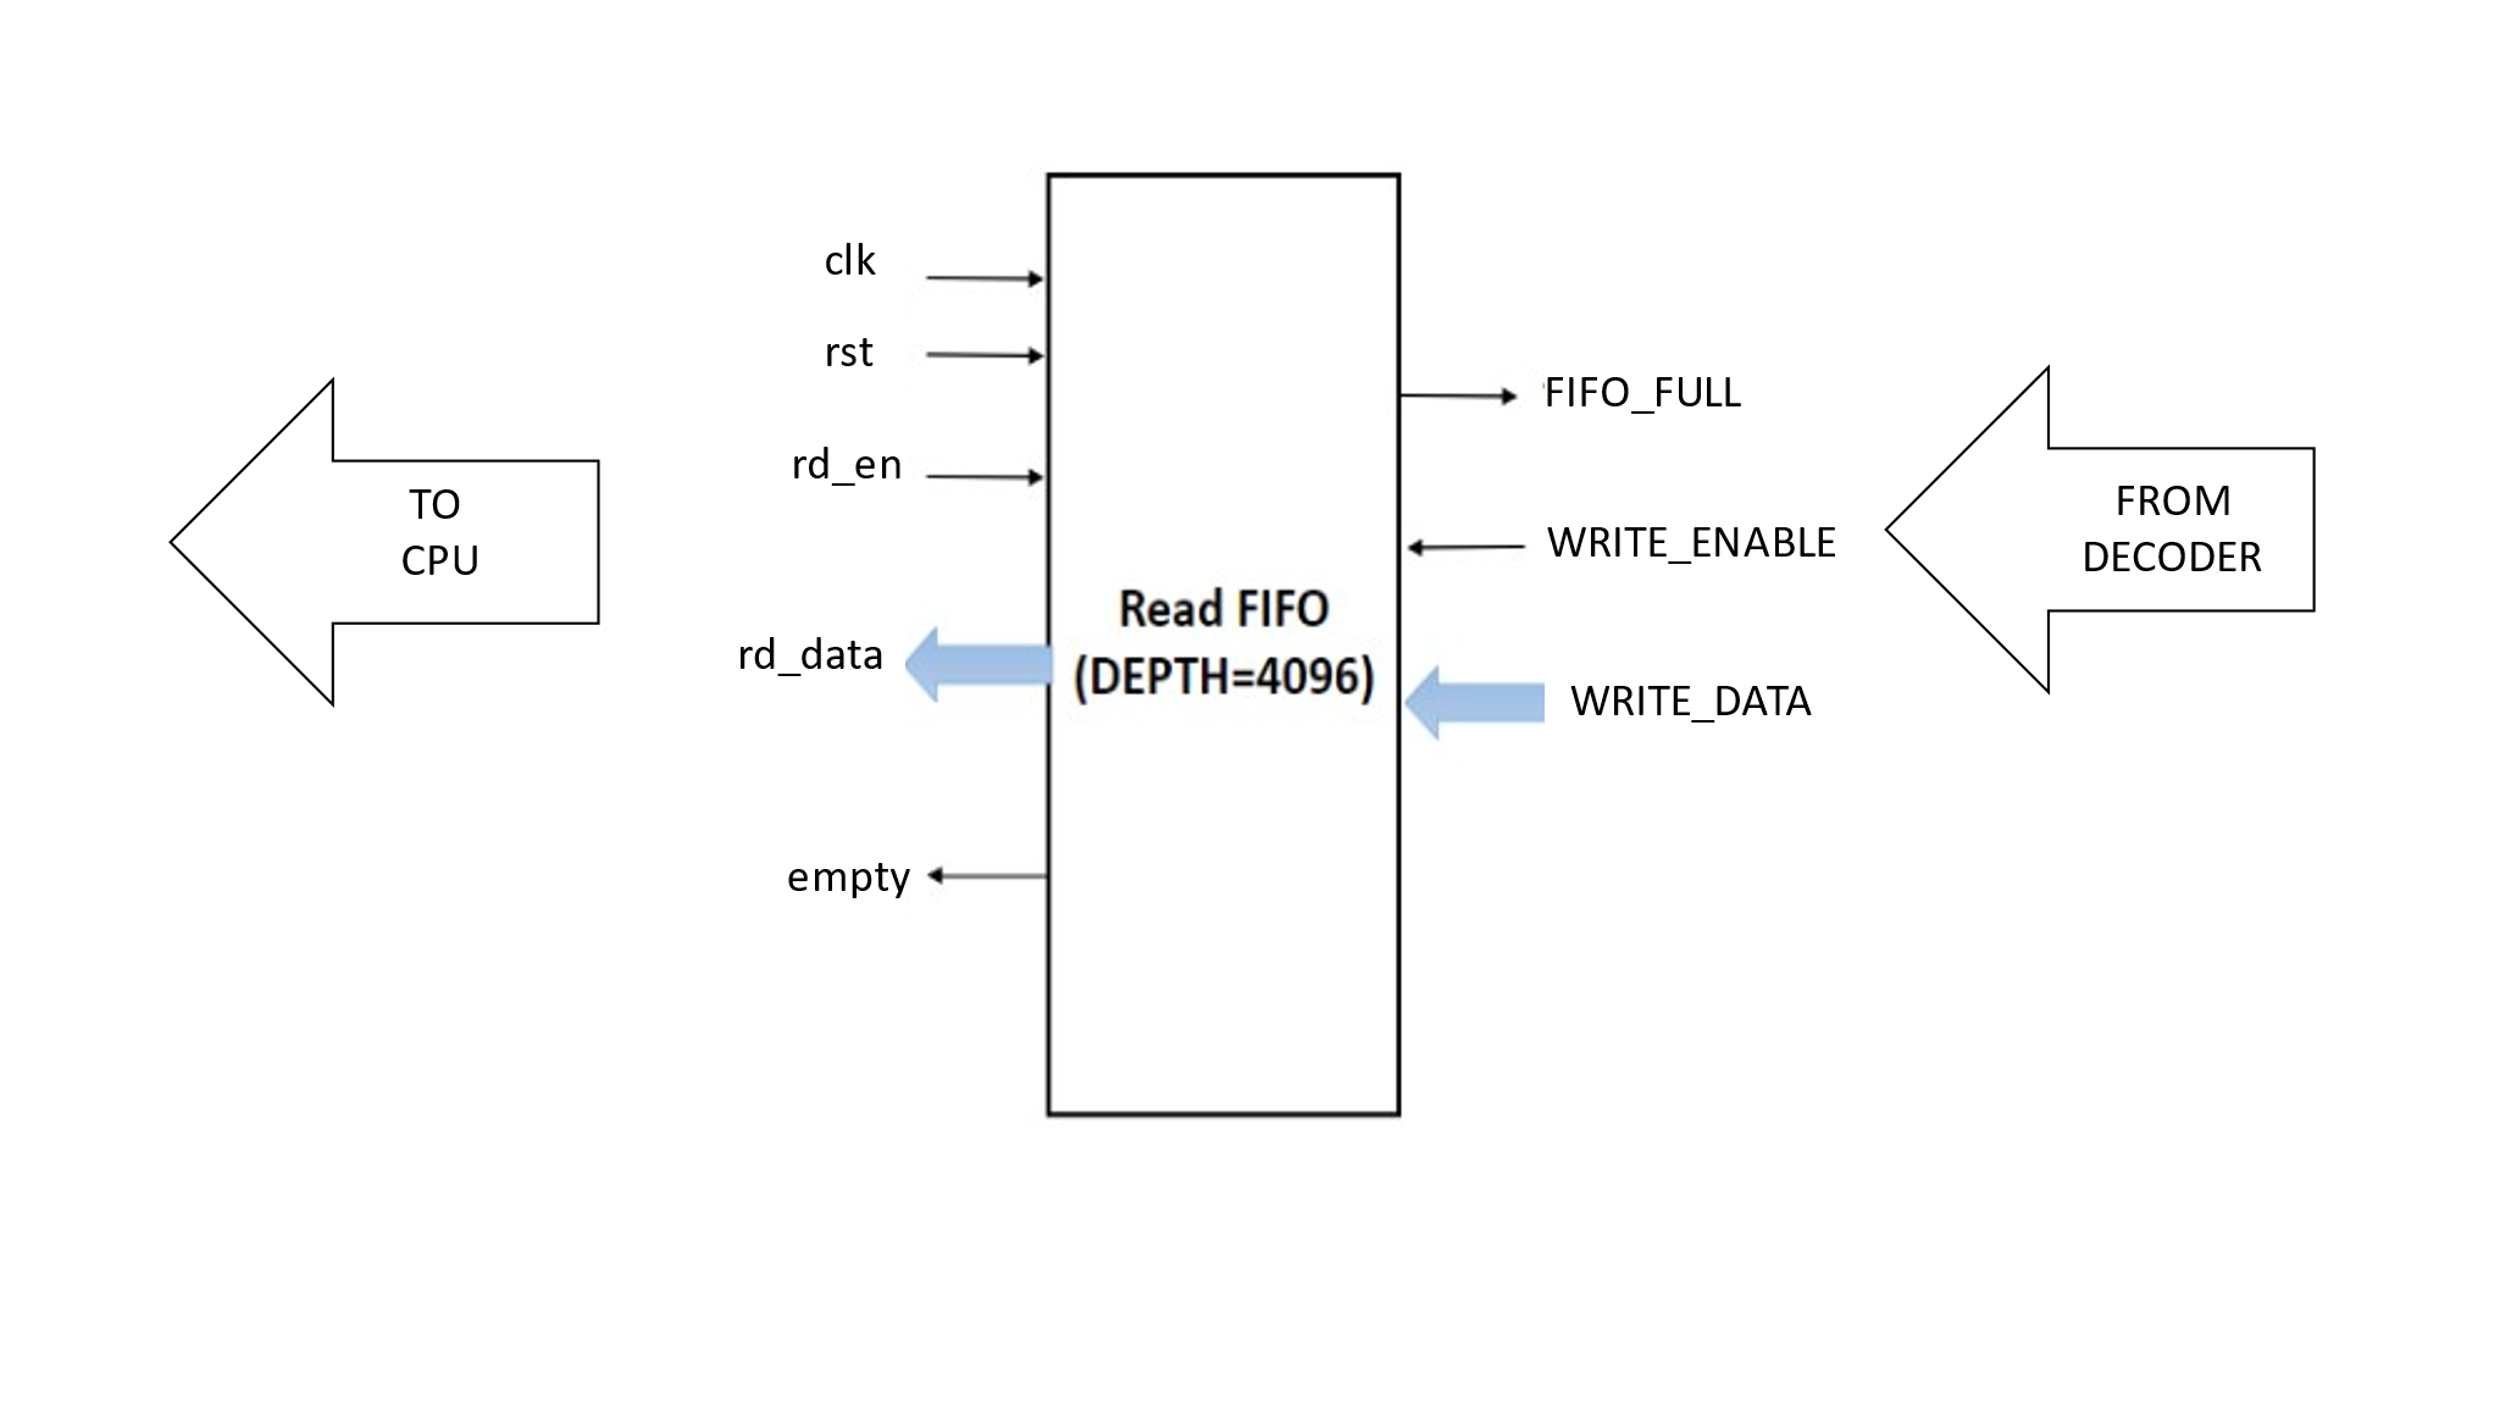 clk
rst
rd_en
rd_data
empty
TO
CPU
Read FIFO
(DEPTH=4096)
FIFO_FULL
WRITE_ENABLE
WRITE_DATA
FROM
DECODER